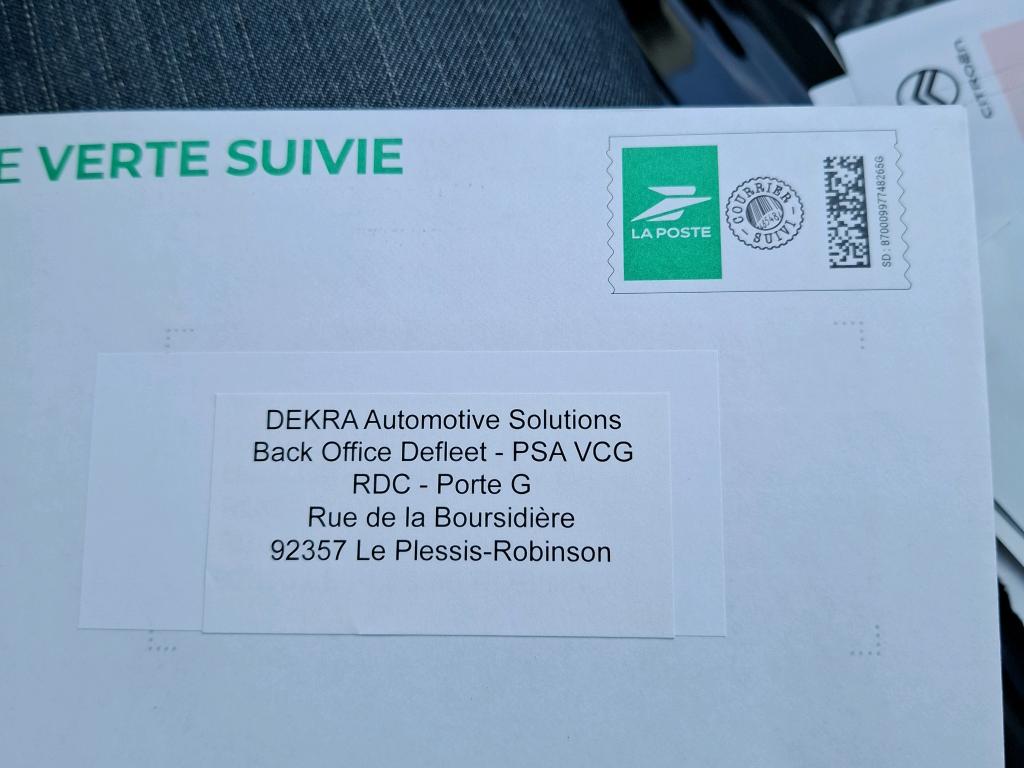 E VERTE SUIVIE
LA POSTE
COURRIER
SUIVI
SD : 87000997748265G
CITROËN
DEKRA Automotive Solutions
Back Office Defleet - PSA VCG
RDC - Porte G
Rue de la Boursidière
92357 Le Plessis-Robinson